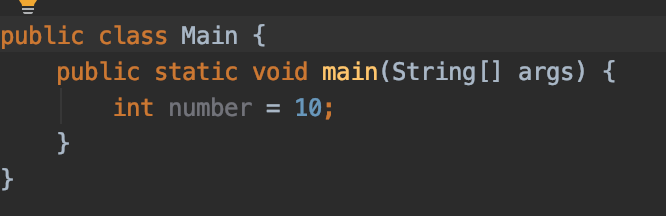 public class Main {
    public static void main(String[] args) {
        int number = 10;
    }
}